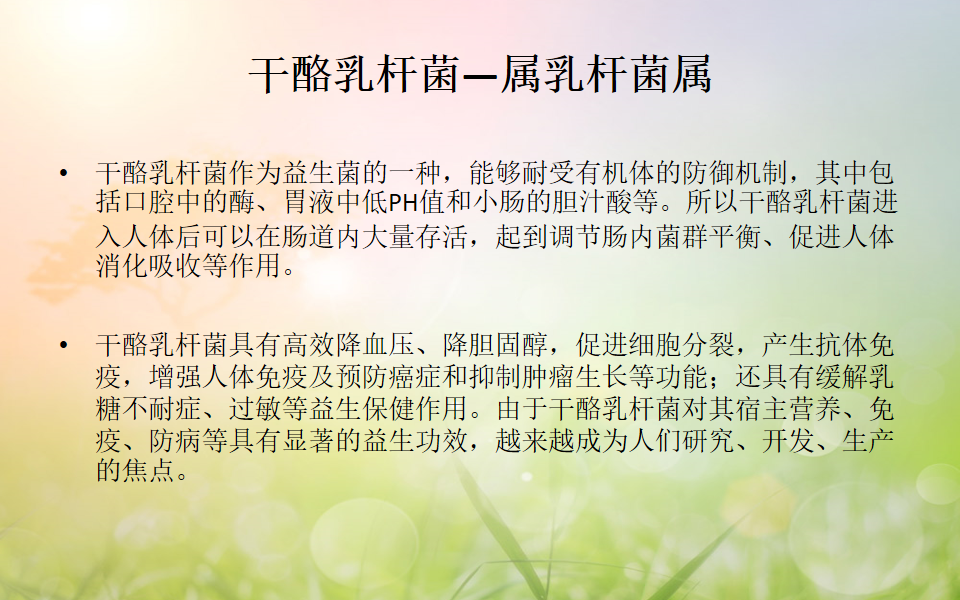 干酪乳杆菌—属乳杆菌属
• 干酪乳杆菌作为益生菌的一种，能够耐受有机体的防御机制，其中包
括口腔中的酶、胃液中低PH值和小肠的胆汁酸等。所以干酪乳杆菌进
入人体后可以在肠道内大量存活，起到调节肠内菌群平衡、促进人体
消化吸收等作用。
• 干酪乳杆菌具有高效降血压、降胆固醇，促进细胞分裂，产生抗体免
疫，增强人体免疫及预防癌症和抑制肿瘤生长等功能；还具有缓解乳
糖不耐症、过敏等益生保健作用。由于干酪乳杆菌对其宿主营养、免
疫、防病等具有显著的益生功效，越来越成为人们研究、开发、生产
的焦点。